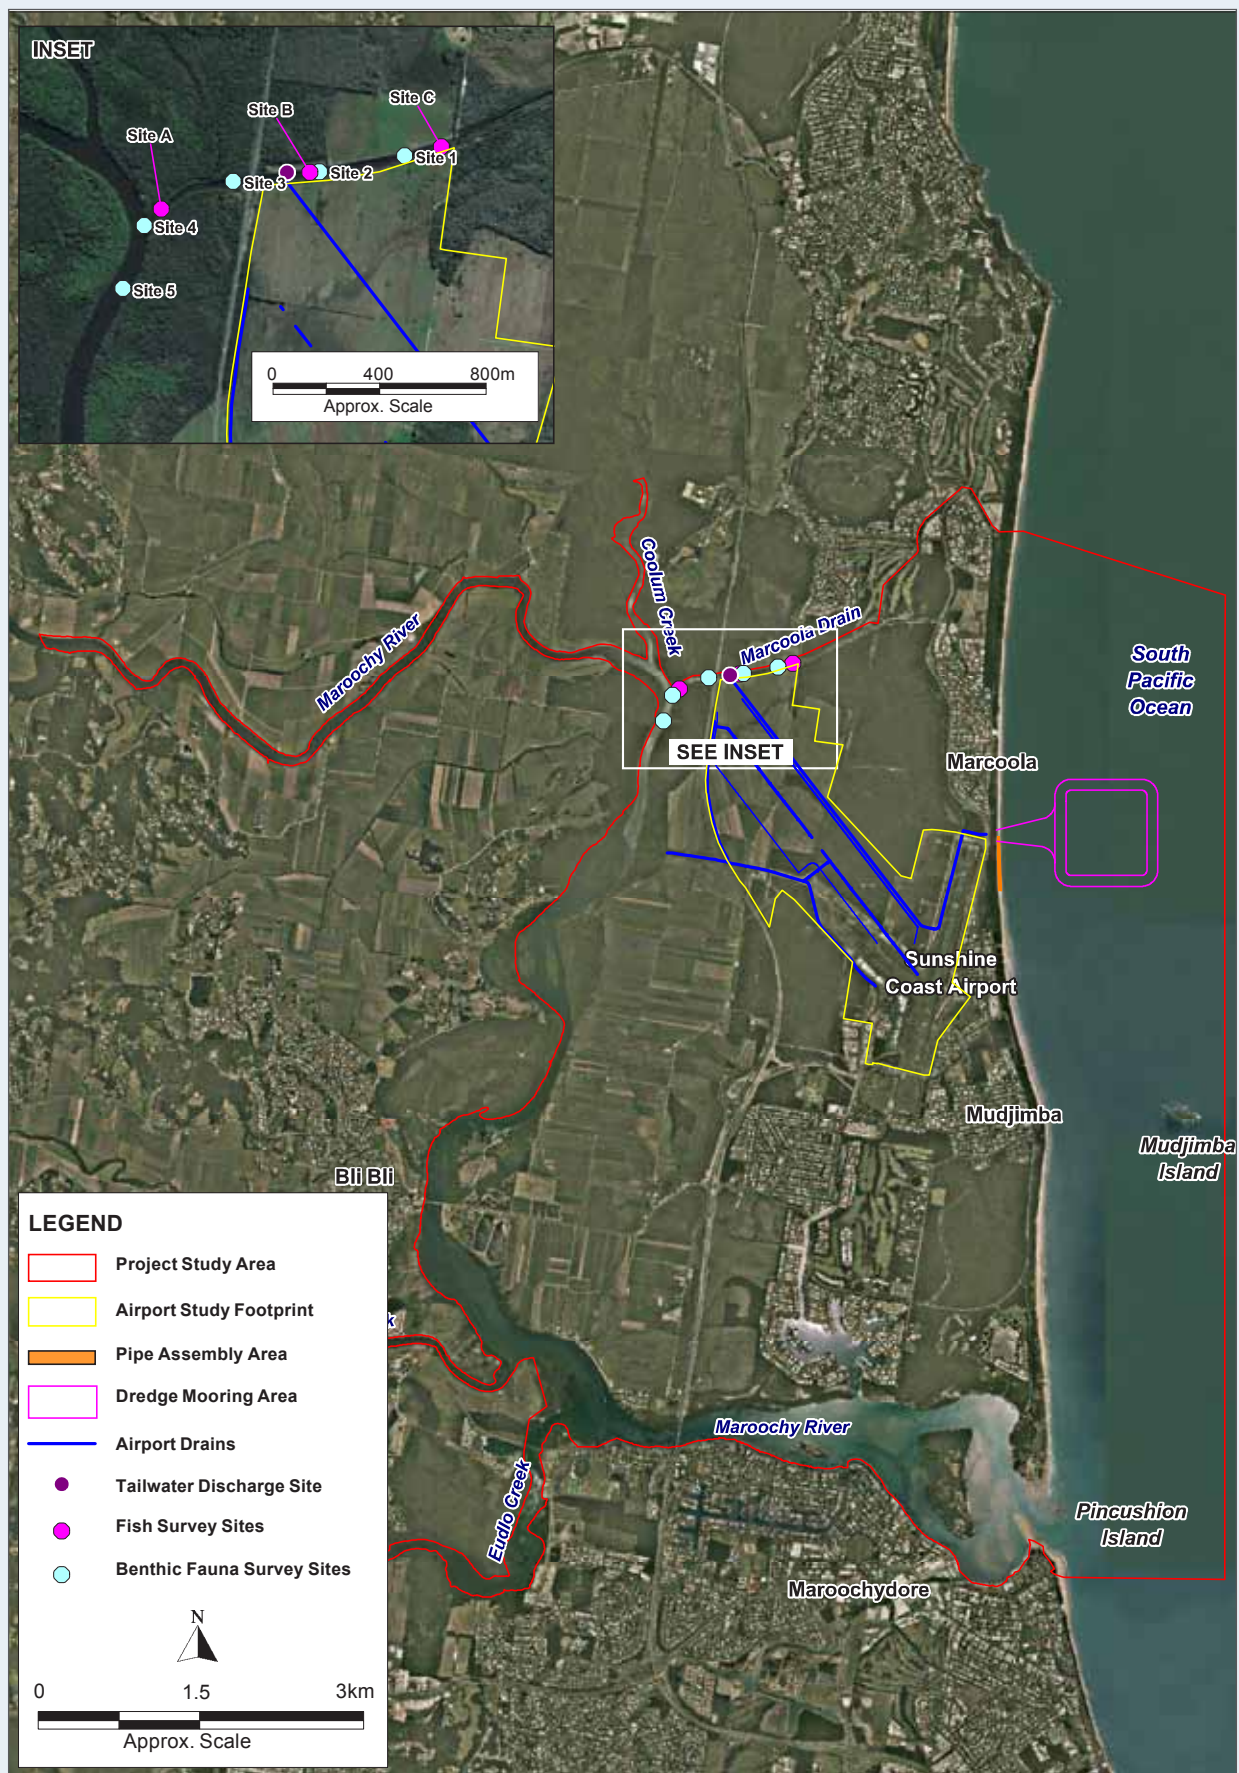 INSET
Site C
Site B
Site A
Site 1
Site 2
Site 3
Site 4
Site 5
0 400 800m
Approx. Scale
Coolum Creek
Maroochy River
Marcoola Drain
South
Pacific
Ocean
SEE INSET
Marcoola
Sunshine
Coast Airport
Mudjimba
Mudjimba
Island
Bli Bli
k
Maroochy River
Eudlo Creek
Pincushion
Island
Maroochydore
LEGEND
Project Study Area
Airport Study Footprint
Pipe Assembly Area
Dredge Mooring Area
Airport Drains
Tailwater Discharge Site
Fish Survey Sites
Benthic Fauna Survey Sites
N
0 1.5 3km
Approx. Scale